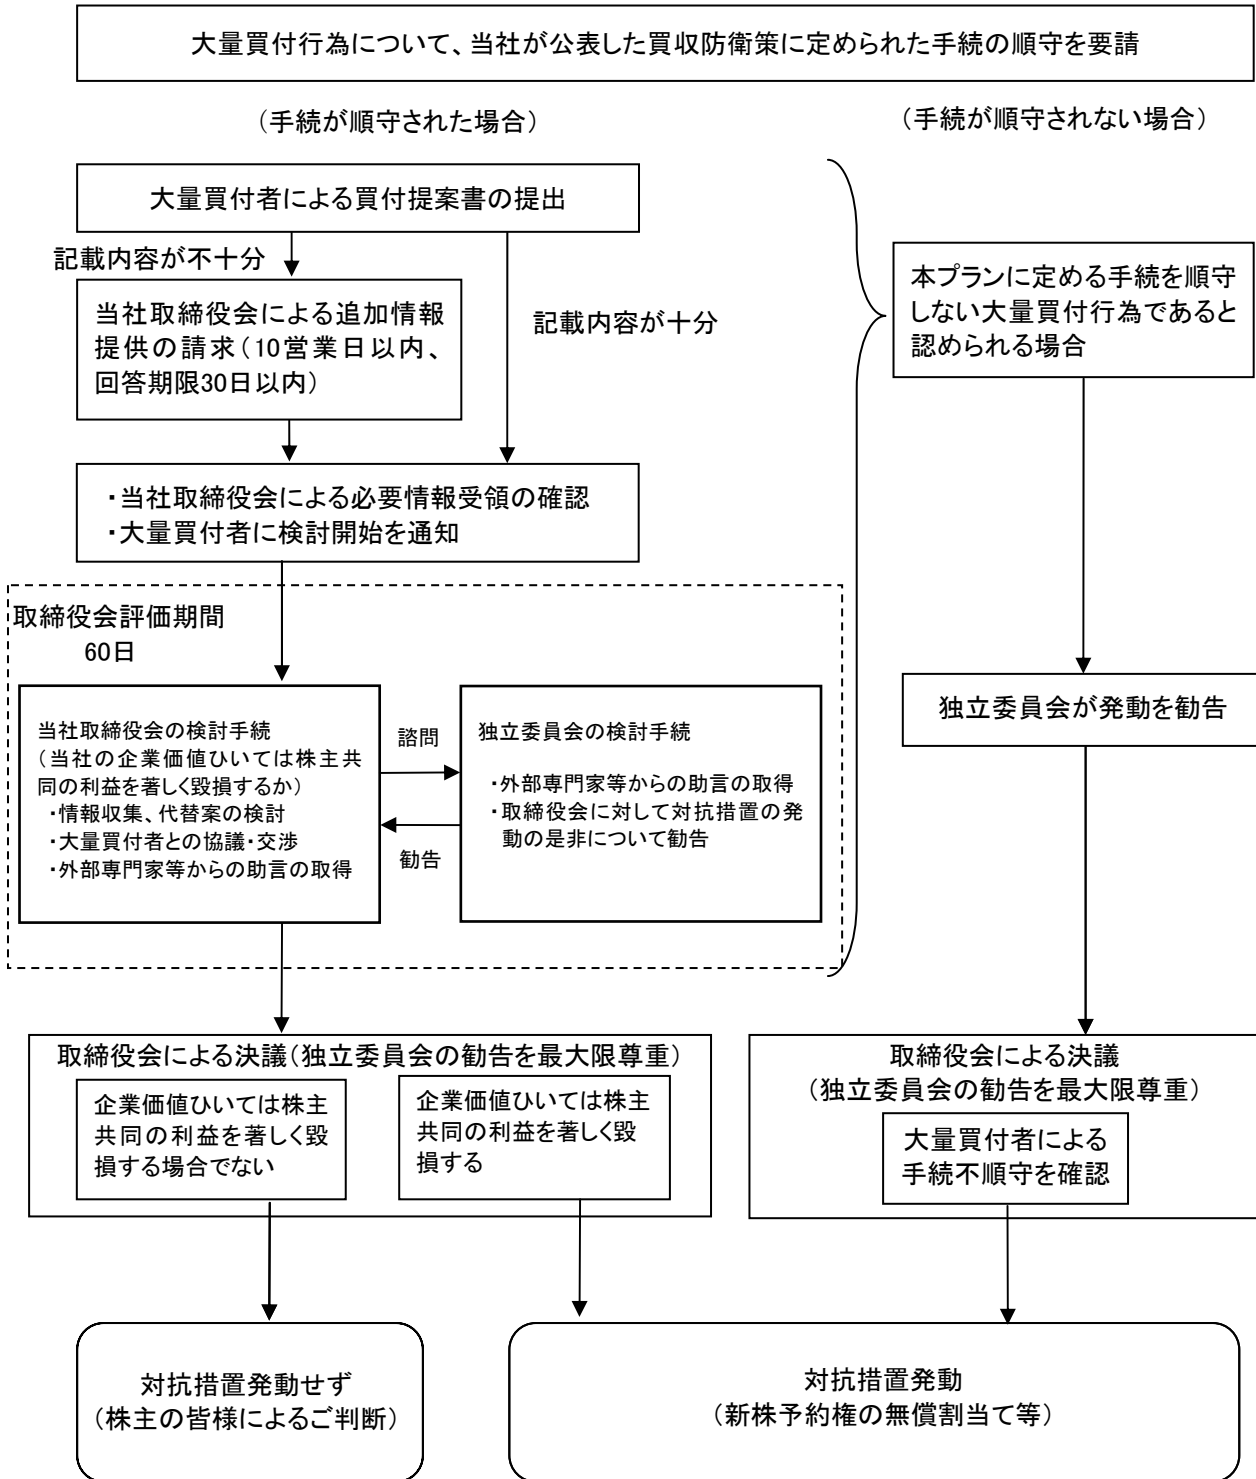 大量買付行為について、当社が公表した買収防衛策に定められた手続の順守を要請
（手続が順守された場合）
（手続が順守されない場合）
大量買付者による買付提案書の提出
記載内容が不十分
当社取締役会による追加情報
提供の請求（10営業日以内、
回答期限30日以内）
記載内容が十分
本プランに定める手続を順守
しない大量買付行為であると
認められる場合
・当社取締役会による必要情報受領の確認
・大量買付者に検討開始を通知
取締役会評価期間
60日
当社取締役会の検討手続
（当社の企業価値ひいては株主共
同の利益を著しく毀損するか）
・情報収集、代替案の検討
・大量買付者との協議・交渉
・外部専門家等からの助言の取得
諮問
勧告
独立委員会の検討手続
・外部専門家等からの助言の取得
・取締役会に対して対抗措置の発
動の是非について勧告
独立委員会が発動を勧告
取締役会による決議（独立委員会の勧告を最大限尊重）
企業価値ひいては株主
共同の利益を著しく毀
損する場合でない
企業価値ひいては株主
共同の利益を著しく毀
損する
取締役会による決議
（独立委員会の勧告を最大限尊重）
大量買付者による
手続不順守を確認
対抗措置発動せず
（株主の皆様によるご判断）
対抗措置発動
（新株予約権の無償割当て等）